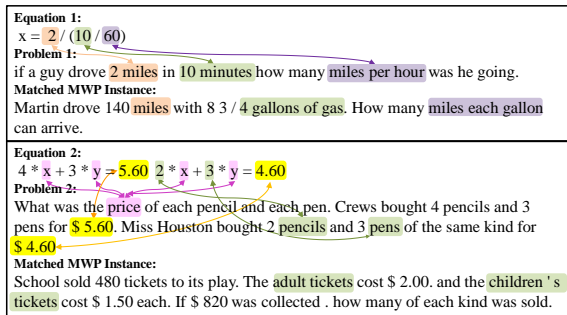 Equation 1:
x = 2 / (10 / 60)
Problem 1:
if a guy drove 2 miles in 10 minutes how many miles per hour was he going.
Matched MWP Instance:
Martin drove 140 miles with 8 3 / 4 gallons of gas. How many miles each gallon
can arrive.
Equation 2:
4 * x + 3 * y = 5.60 2 * x + 3 * y = 4.60
Problem 2:
What was the price of each pencil and each pen. Crews bought 4 pencils and 3
pens for $ 5.60. Miss Houston bought 2 pencils and 3 pens of the same kind for
$ 4.60
Matched MWP Instance:
School sold 480 tickets to its play. The adult tickets cost $ 2.00. and the children ' s
tickets cost $ 1.50 each. If $ 820 was collected . how many of each kind was sold.